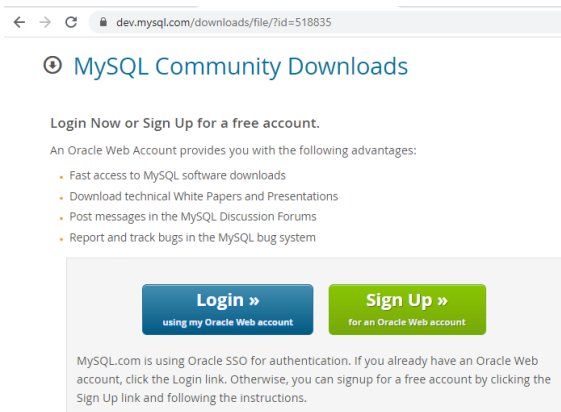 dev.mysql.com/downloads/file/?id=518835
MySQL Community Downloads
Login Now or Sign Up for a free account.
An Oracle Web Account provides you with the following advantages:
Fast access to MySQL software downloads
Download technical White Papers and Presentations
Post messages in the MySQL Discussion Forums
Report and track bugs in the MySQL bug system
Login »
using my Oracle Web account
Sign Up »
for an Oracle Web account
MySQL.com is using Oracle SSO for authentication. If you already have an Oracle Web
account, click the Login link. Otherwise, you can signup for a free account by clicking the
Sign Up link and following the instructions.